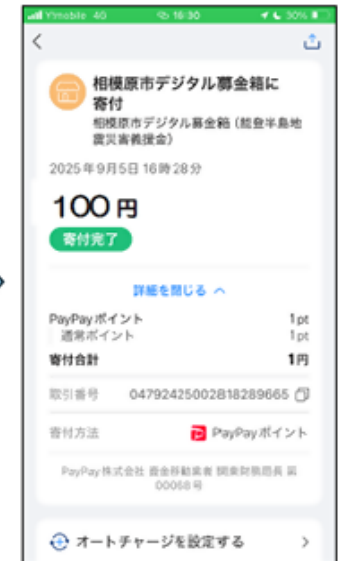 Y!mobile 4G 16:30 30%
相模原市デジタル募金箱に
寄付
相模原市デジタル募金箱（能登半島地
震災害義援金）
2025年9月5日 16時28分
100 円
寄付完了
詳細を閉じる
PayPayポイント 1pt
通常ポイント 1pt
寄付合計 1円
取引番号 04792425002818289665
寄付方法 PayPayポイント
PayPay株式会社 資金移動業者 関東財務局長 第
00068号
オートチャージを設定する